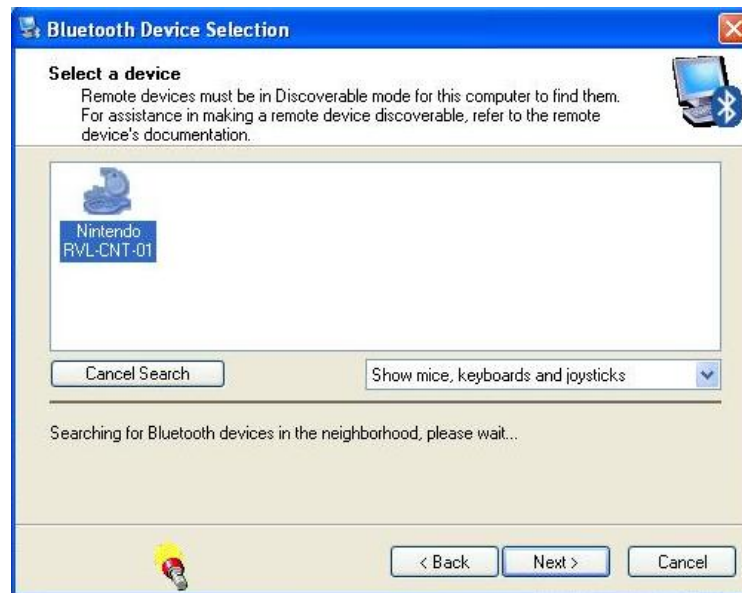 Bluetooth Device Selection
Select a device
Remote devices must be in Discoverable mode for this computer to find them.
For assistance in making a remote device discoverable, refer to the remote
device's documentation.
Nintendo
RVL-CNT-01
Cancel Search
Show mice, keyboards and joysticks
Searching for Bluetooth devices in the neighborhood, please wait...
< Back
Next >
Cancel